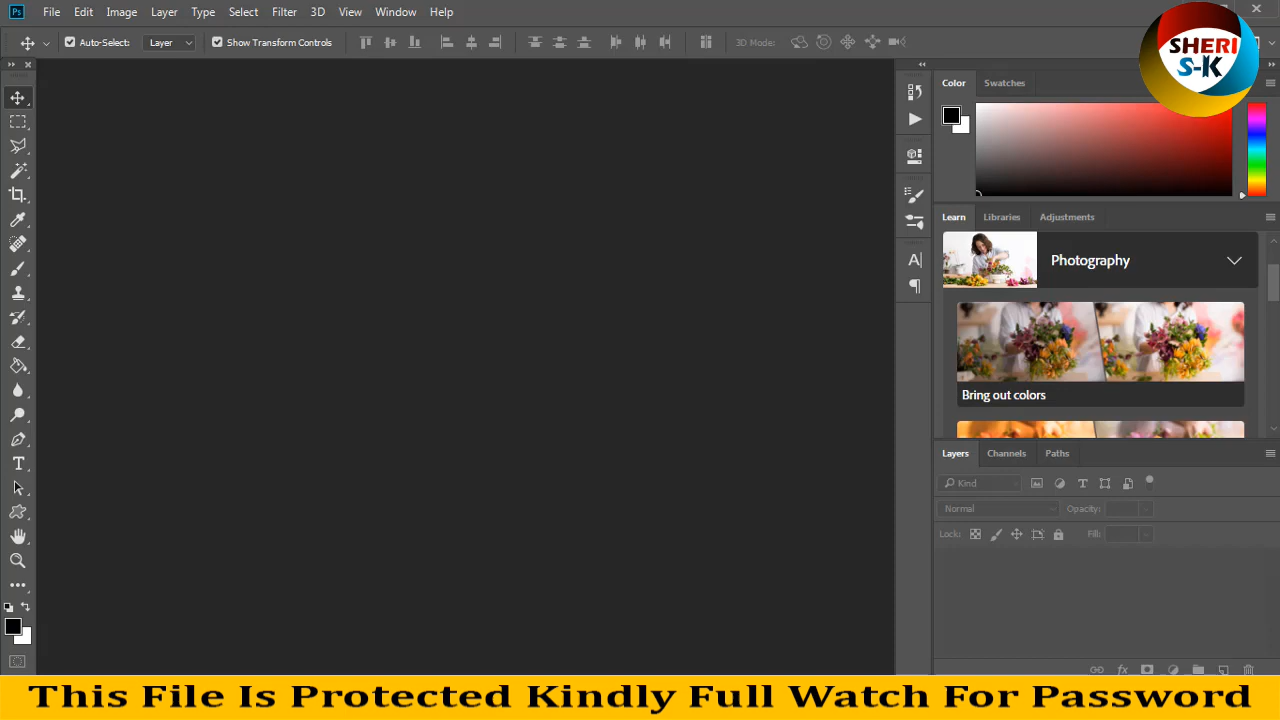 Ps File Edit Image Layer Type Select Filter 3D View Window Help
SHERI
S-K
Auto-Select: Layer Show Transform Controls 3D Mode:
Color Swatches
Learn Libraries Adjustments
Photography
Bring out colors
Layers Channels Paths
Kind
Normal Opacity:
Lock: Fill:
This File Is Protected Kindly Full Watch For Password